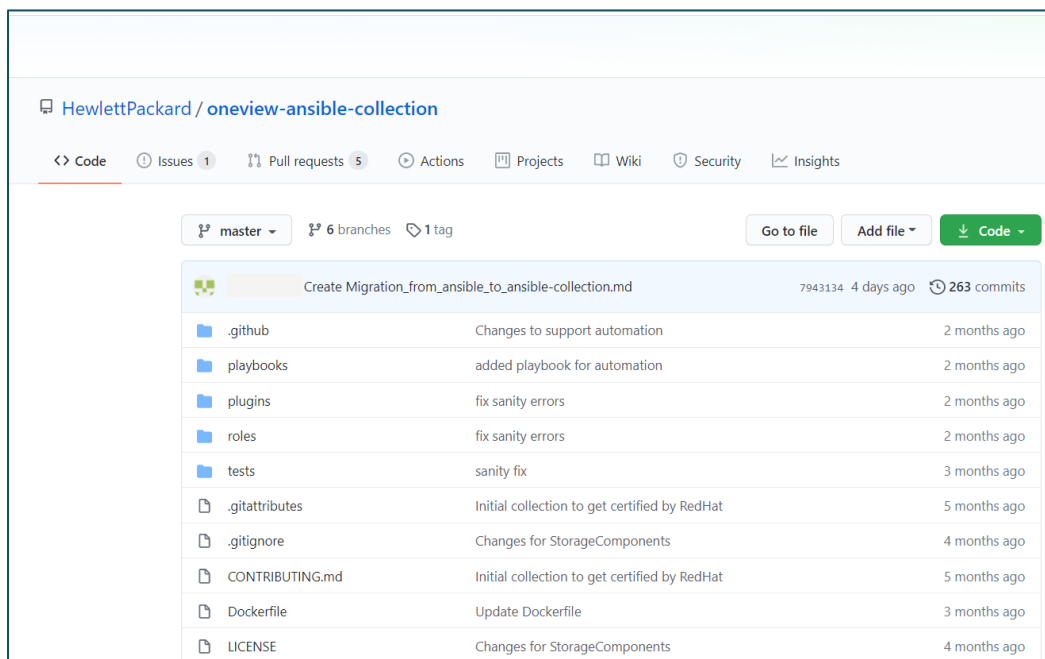 HewlettPackard / oneview-ansible-collection
Code Issues 1 Pull requests 5 Actions Projects Wiki Security Insights
master 6 branches 1 tag Go to file Add file Code
Create Migration_from_ansible_to_ansible-collection.md 7943134 4 days ago 263 commits
.github Changes to support automation 2 months ago
playbooks added playbook for automation 2 months ago
plugins fix sanity errors 2 months ago
roles fix sanity errors 2 months ago
tests sanity fix 3 months ago
.gitattributes Initial collection to get certified by RedHat 5 months ago
.gitignore Changes for StorageComponents 4 months ago
CONTRIBUTING.md Initial collection to get certified by RedHat 5 months ago
Dockerfile Update Dockerfile 3 months ago
LICENSE Changes for StorageComponents 4 months ago